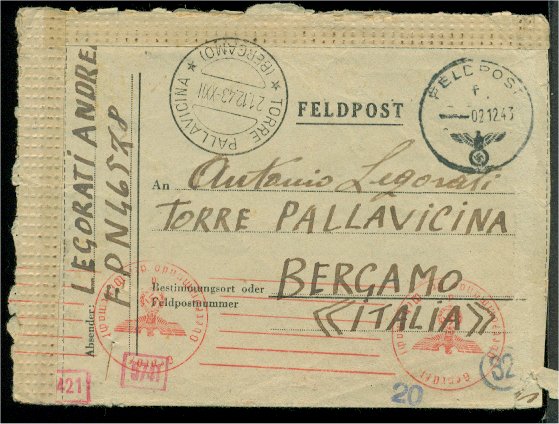 Absender: LEGORATI ANDREA
F.P.N 46578
TORRE PALLAVICINA
(BERGAMO)
21.12.43-XXII
FELDPOST
FELDPOST
02.12.43
An Antonio Legorati
TORRE PALLAVICINA
Bestimmungsort oder
Feldpostnummer
BERGAMO
《ITALIA》
421
20
32